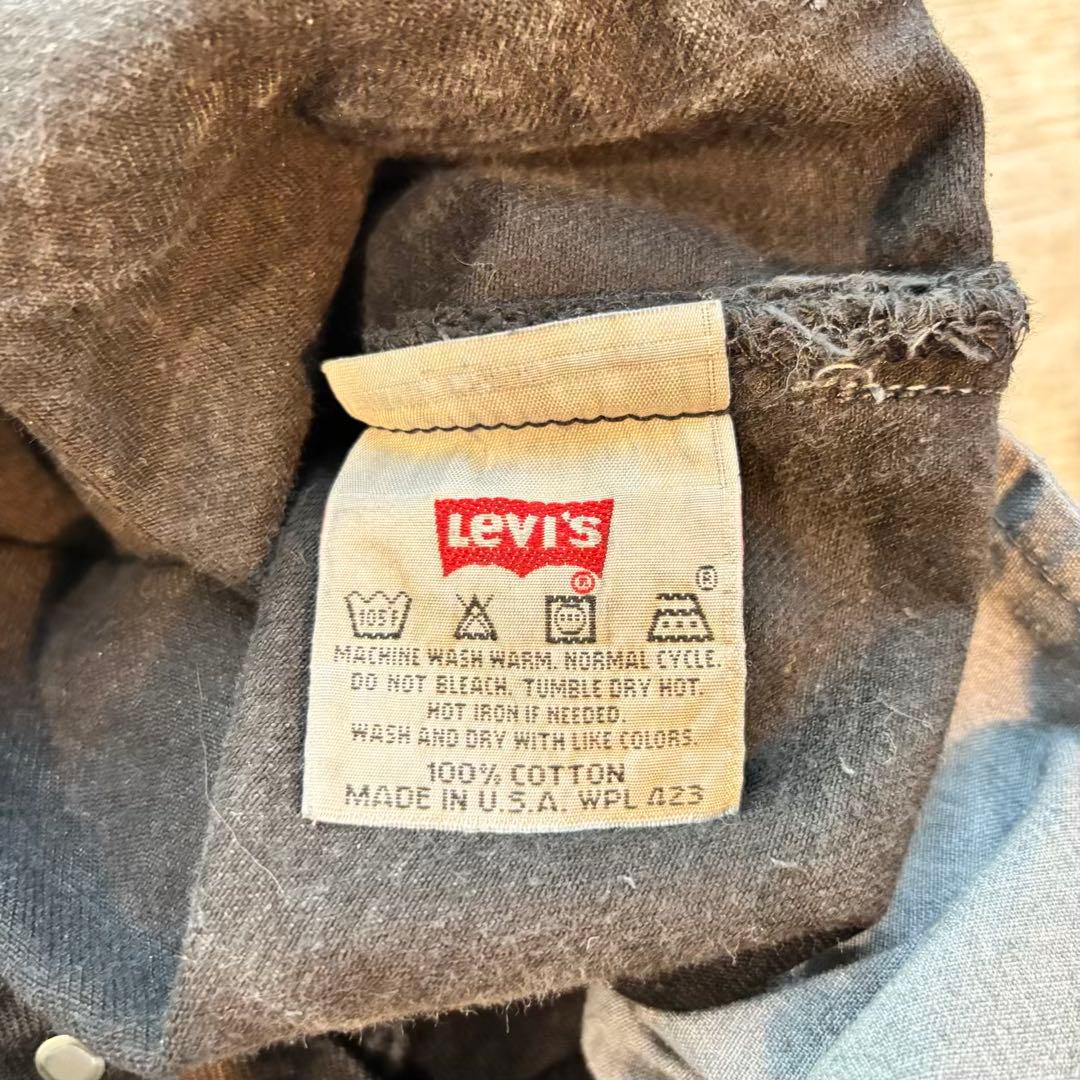 LEVI'S
®
®
105F
MACHINE WASH WARM. NORMAL CYCLE.
DO NOT BLEACH. TUMBLE DRY HOT.
HOT IRON IF NEEDED.
WASH AND DRY WITH LIKE COLORS.
100% COTTON
MADE IN U.S.A. WPL 423